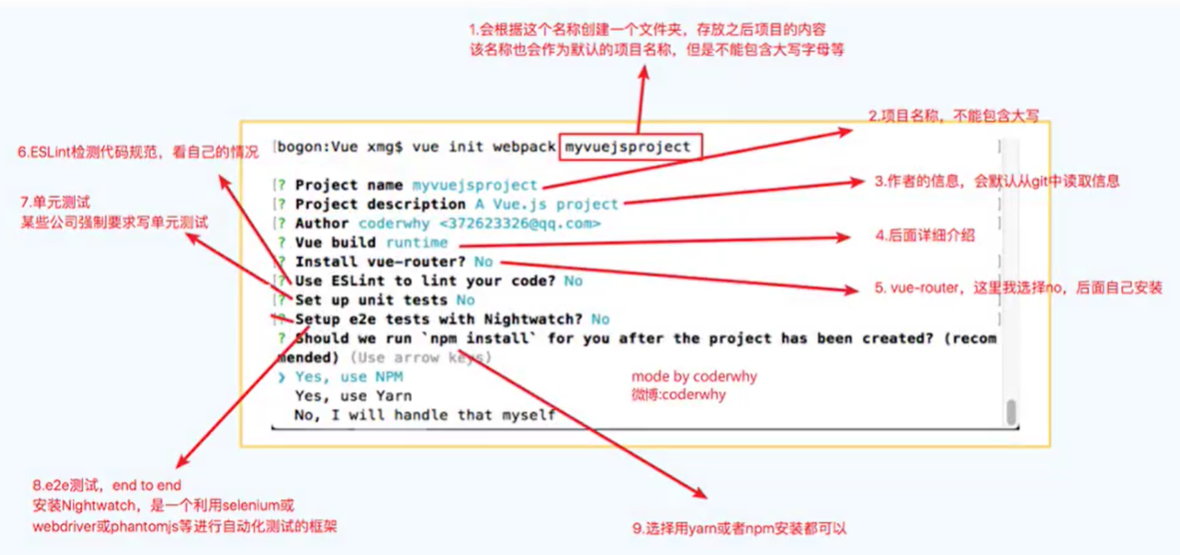 1.会根据这个名称创建一个文件夹，存放之后项目的内容
该名称也会作为默认的项目名称，但是不能包含大写字母等
2.项目名称，不能包含大写
6.ESLint检测代码规范，看自己的情况
[bogon:Vue xmg$ vue init webpack myvuejsproject ]
7.单元测试
某些公司强制要求写单元测试
3.作者的信息，会默认从git中读取信息
4.后面详细介绍
5. vue-router，这里我选择no，后面自己安装
[? Project name myvuejsproject ]
[? Project description A Vue.js project ]
[? Author coderwhy <372623326@qq.com> ]
? Vue build runtime
[? Install vue-router? No ]
[? Use ESLint to lint your code? No ]
[? Set up unit tests No ]
[? Setup e2e tests with Nightwatch? No ]
? Should we run `npm install` for you after the project has been created? (recom
mended) (Use arrow keys)
❯ Yes, use NPM
Yes, use Yarn
No, I will handle that myself
mode by coderwhy
微博:coderwhy
8.e2e测试，end to end
安装Nightwatch，是一个利用selenium或
webdriver或phantomjs等进行自动化测试的框架
9.选择用yarn或者npm安装都可以